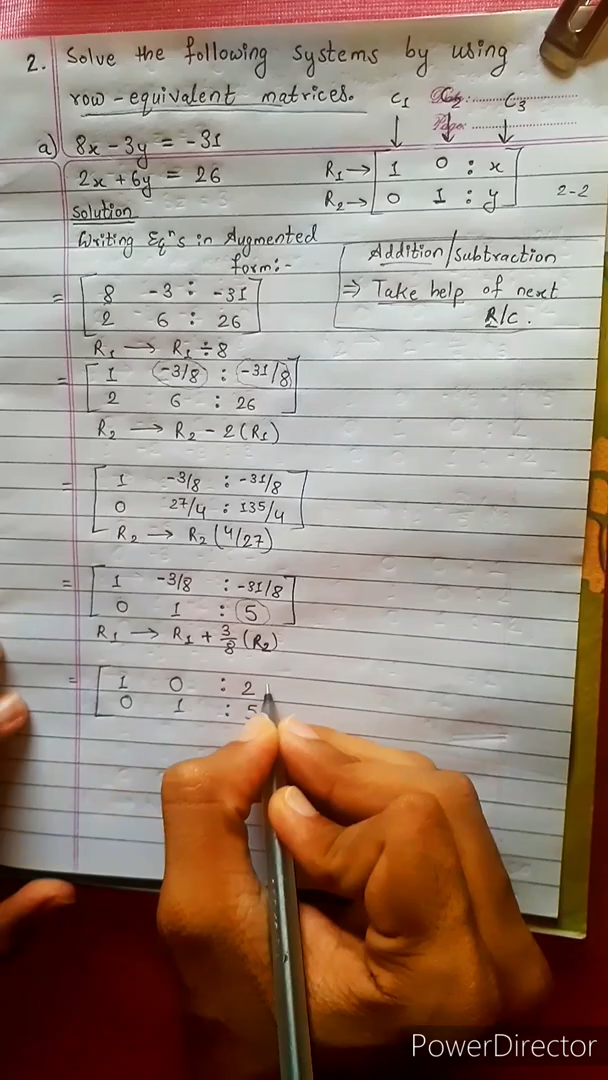 2. Solve the following systems by using
row-equivalent matrices.
C1 C2 C3
a) 8x - 3y = -31
2x + 6y = 26
R1 → [ 1 0 : x ]
R2 → [ 0 1 : y ]
2-2
Solution
Writing Eqⁿs in Augmented
form:-
Addition/Subtraction
⇒ Take help of next
R/C.
= [ 8 -3 : -31
2 6 : 26 ]
R1 → R1 ÷ 8
= [ 1 -3/8 : -31/8
2 6 : 26 ]
R2 → R2 - 2(R1)
= [ 1 -3/8 : -31/8
0 27/4 : 135/4 ]
R2 → R2 (4/27)
= [ 1 -3/8 : -31/8
0 1 : 5 ]
R1 → R1 + 3/8 (R2)
= [ 1 0 : 2
0 1 : 5
PowerDirector